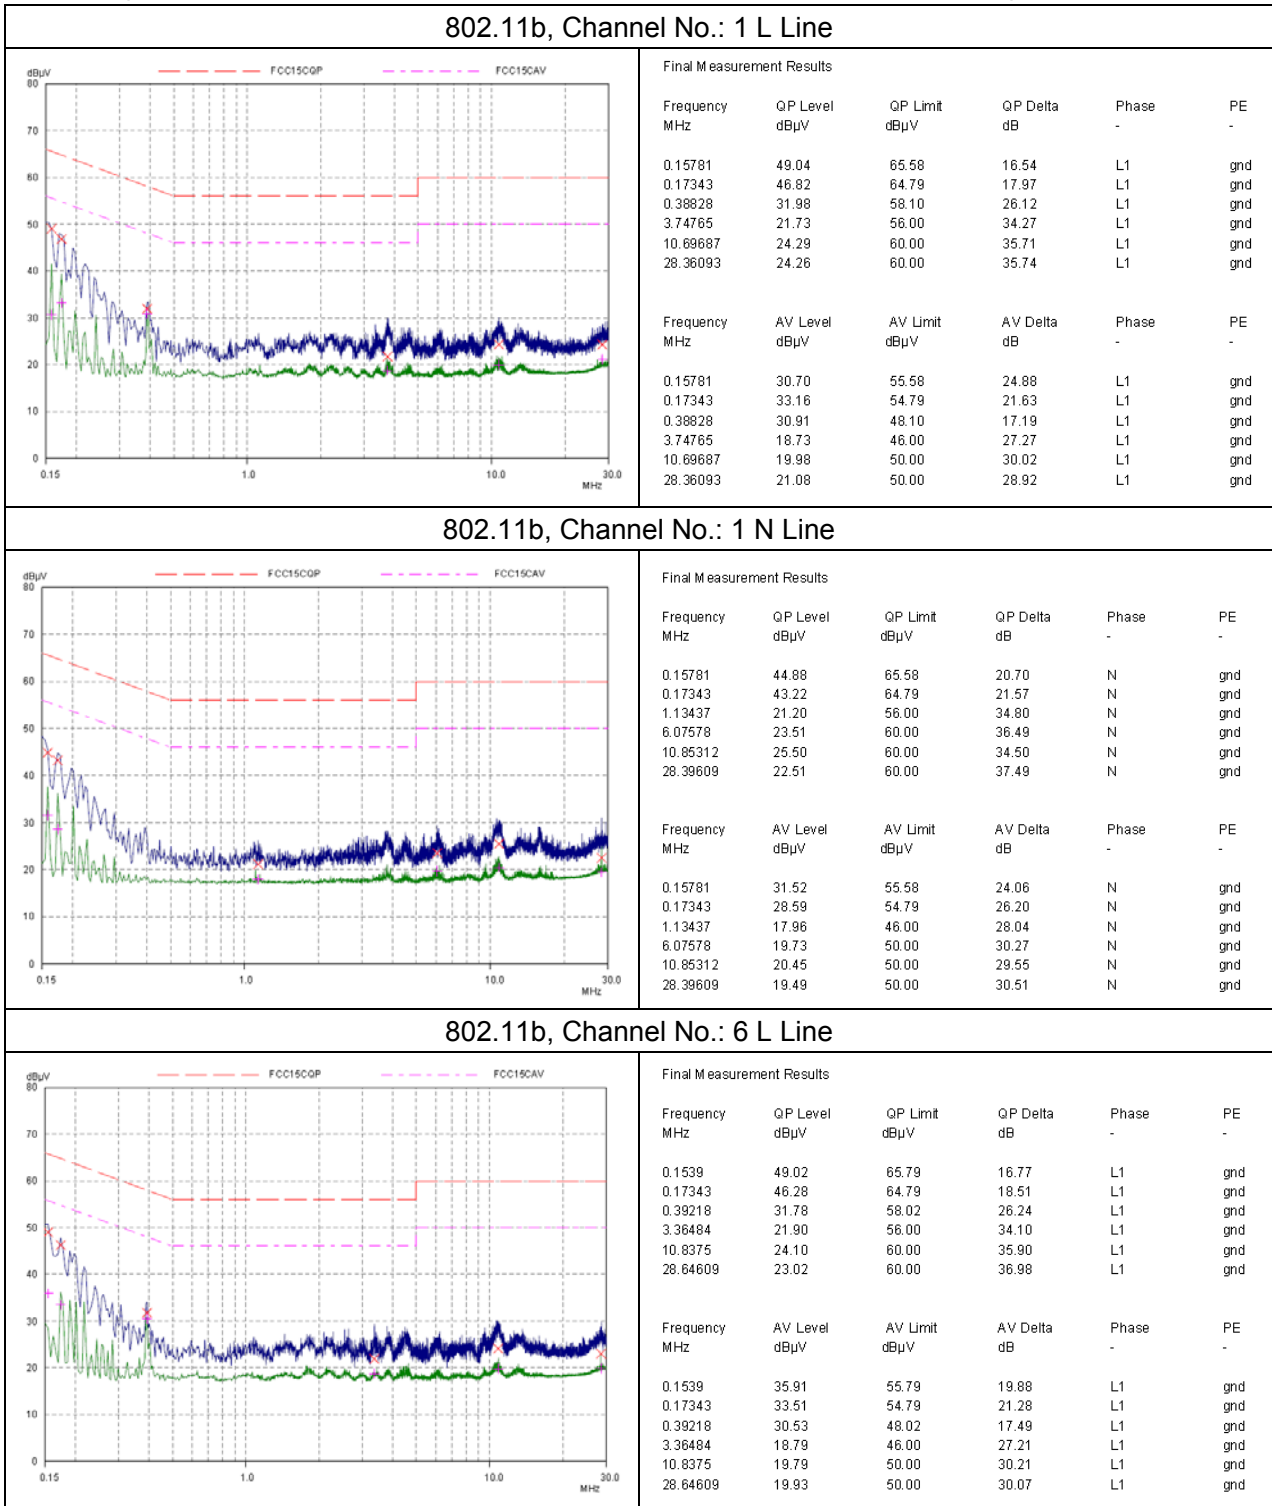 802.11b, Channel No.: 1 L Line
dBµV FCC15CQP FCC15CAV
80
70
60
50
40
30
20
10
0
0.15 1.0 10.0 30.0
MHz
Final Measurement Results
Frequency QP Level QP Limit QP Delta Phase PE
MHz dBµV dBµV dB - -
0.15781 49.04 65.58 16.54 L1 gnd
0.17343 46.82 64.79 17.97 L1 gnd
0.38828 31.98 58.10 26.12 L1 gnd
3.74765 21.73 56.00 34.27 L1 gnd
10.69687 24.29 60.00 35.71 L1 gnd
28.36093 24.26 60.00 35.74 L1 gnd
Frequency AV Level AV Limit AV Delta Phase PE
MHz dBµV dBµV dB - -
0.15781 30.70 55.58 24.88 L1 gnd
0.17343 33.16 54.79 21.63 L1 gnd
0.38828 30.91 48.10 17.19 L1 gnd
3.74765 18.73 46.00 27.27 L1 gnd
10.69687 19.98 50.00 30.02 L1 gnd
28.36093 21.08 50.00 28.92 L1 gnd
802.11b, Channel No.: 1 N Line
dBµV FCC15CQP FCC15CAV
80
70
60
50
40
30
20
10
0
0.15 1.0 10.0 30.0
MHz
Final Measurement Results
Frequency QP Level QP Limit QP Delta Phase PE
MHz dBµV dBµV dB - -
0.15781 44.88 65.58 20.70 N gnd
0.17343 43.22 64.79 21.57 N gnd
1.13437 21.20 56.00 34.80 N gnd
6.07578 23.51 60.00 36.49 N gnd
10.85312 25.50 60.00 34.50 N gnd
28.39609 22.51 60.00 37.49 N gnd
Frequency AV Level AV Limit AV Delta Phase PE
MHz dBµV dBµV dB - -
0.15781 31.52 55.58 24.06 N gnd
0.17343 28.59 54.79 26.20 N gnd
1.13437 17.96 46.00 28.04 N gnd
6.07578 19.73 50.00 30.27 N gnd
10.85312 20.45 50.00 29.55 N gnd
28.39609 19.49 50.00 30.51 N gnd
802.11b, Channel No.: 6 L Line
dBµV FCC15CQP FCC15CAV
80
70
60
50
40
30
20
10
0
0.15 1.0 10.0 30.0
MHz
Final Measurement Results
Frequency QP Level QP Limit QP Delta Phase PE
MHz dBµV dBµV dB - -
0.1539 49.02 65.79 16.77 L1 gnd
0.17343 46.28 64.79 18.51 L1 gnd
0.39218 31.78 58.02 26.24 L1 gnd
3.36484 21.90 56.00 34.10 L1 gnd
10.8375 24.10 60.00 35.90 L1 gnd
28.64609 23.02 60.00 36.98 L1 gnd
Frequency AV Level AV Limit AV Delta Phase PE
MHz dBµV dBµV dB - -
0.1539 35.91 55.79 19.88 L1 gnd
0.17343 33.51 54.79 21.28 L1 gnd
0.39218 30.53 48.02 17.49 L1 gnd
3.36484 18.79 46.00 27.21 L1 gnd
10.8375 19.79 50.00 30.21 L1 gnd
28.64609 19.93 50.00 30.07 L1 gnd